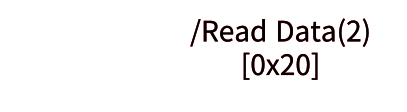 /Read Data(2)
[0x20]